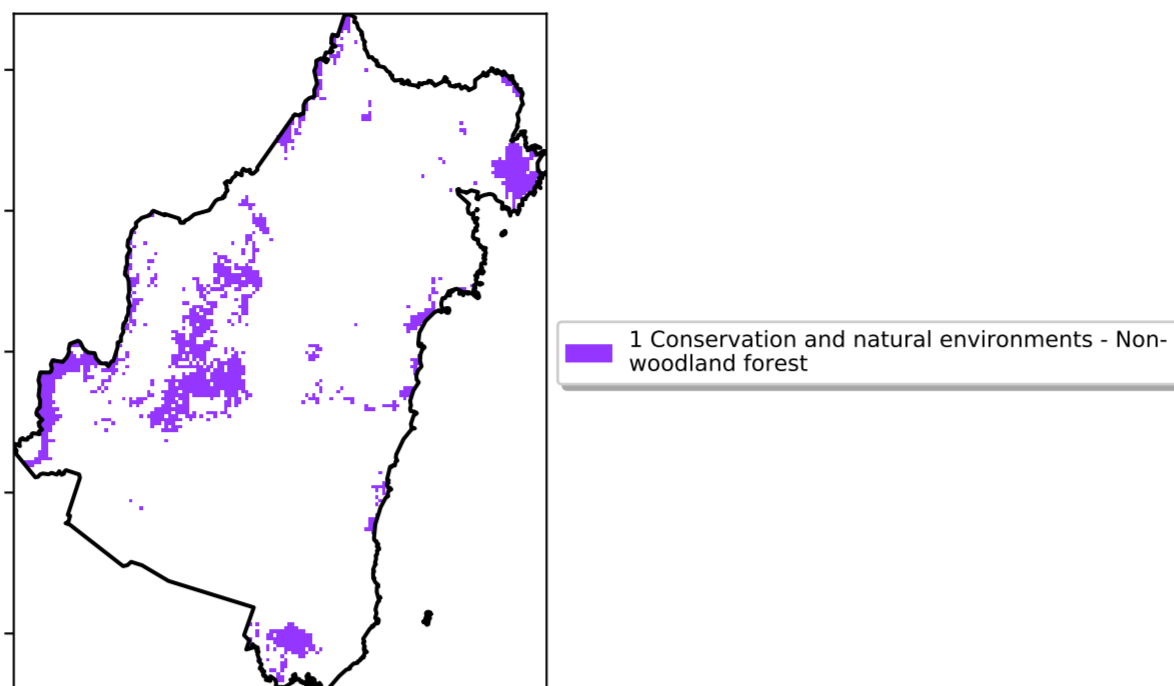 1 Conservation and natural environments - Non-
woodland forest